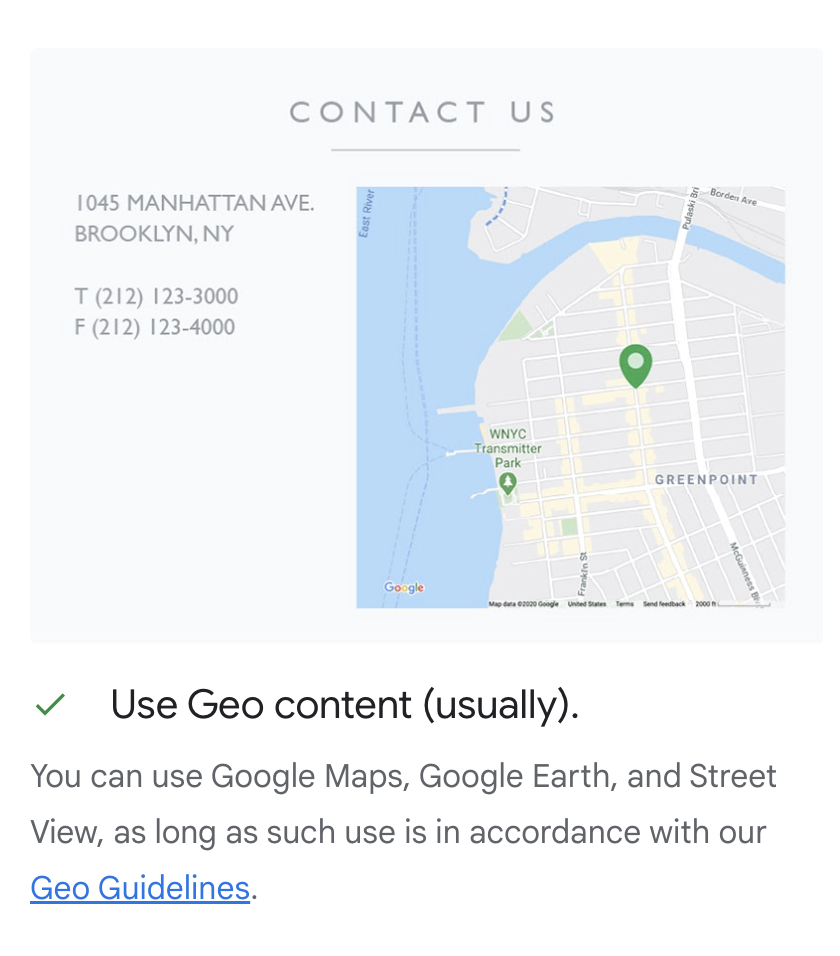 CONTACT US
1045 MANHATTAN AVE.
BROOKLYN, NY
T (212) 123-3000
F (212) 123-4000
East River
Pulaski Bri
Borden Ave
WNYC
Transmitter
Park
GREENPOINT
Franklin St
McGuinness Bl
Google
Map data ©2020 Google United States Terms Send feedback 2000 ft
Use Geo content (usually).
You can use Google Maps, Google Earth, and Street
View, as long as such use is in accordance with our
Geo Guidelines.